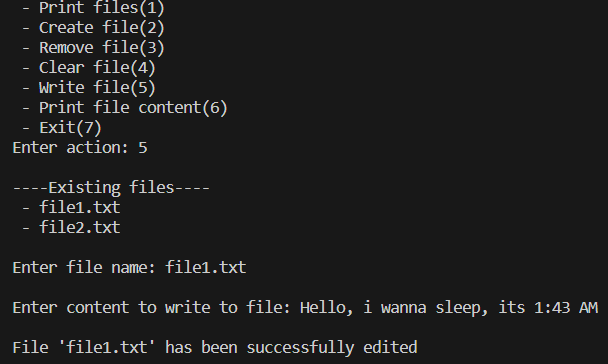 - Print files(1)
- Create file(2)
- Remove file(3)
- Clear file(4)
- Write file(5)
- Print file content(6)
- Exit(7)
Enter action: 5
----Existing files----
- file1.txt
- file2.txt
Enter file name: file1.txt
Enter content to write to file: Hello, i wanna sleep, its 1:43 AM
File 'file1.txt' has been successfully edited